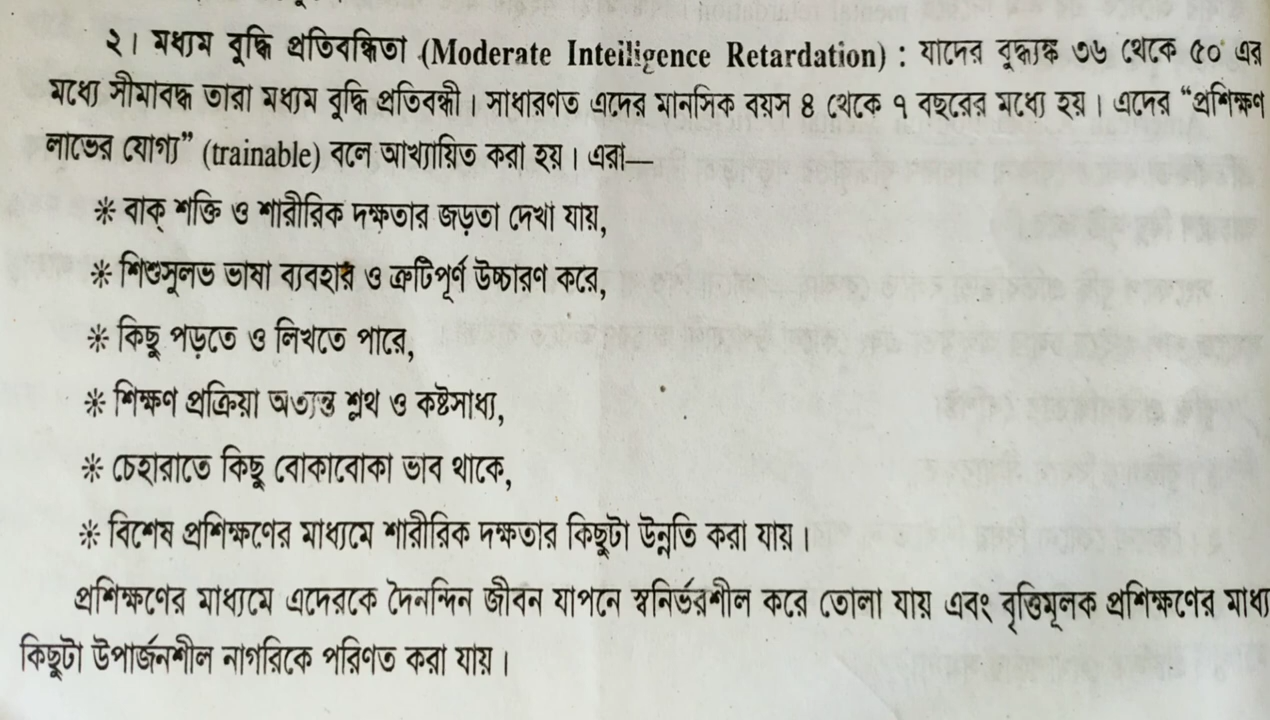 ২। মধ্যম বুদ্ধি প্রতিবন্ধিতা (Moderate Intelligence Retardation) : যাদের বুদ্ধ্যঙ্ক ৩৬ থেকে ৫০ এর
মধ্যে সীমাবদ্ধ তারা মধ্যম বুদ্ধি প্রতিবন্ধী। সাধারণত এদের মানসিক বয়স ৪ থেকে ৭ বছরের মধ্যে হয়। এদের “প্রশিক্ষণ
লাভের যোগ্য” (trainable) বলে আখ্যায়িত করা হয়। এরা—
❊ বাক্ শক্তি ও শারীরিক দক্ষতার জড়তা দেখা যায়,
❊ শিশুসুলভ ভাষা ব্যবহার ও ত্রুটিপূর্ণ উচ্চারণ করে,
❊ কিছু পড়তে ও লিখতে পারে,
❊ শিক্ষণ প্রক্রিয়া অত্যন্ত শ্লথ ও কষ্টসাধ্য,
❊ চেহারাতে কিছু বোকাবোকা ভাব থাকে,
❊ বিশেষ প্রশিক্ষণের মাধ্যমে শারীরিক দক্ষতার কিছুটা উন্নতি করা যায়।
প্রশিক্ষণের মাধ্যমে এদেরকে দৈনন্দিন জীবন যাপনে স্বনির্ভরশীল করে তোলা যায় এবং বৃত্তিমূলক প্রশিক্ষণের মাধ্য
কিছুটা উপার্জনশীল নাগরিকে পরিণত করা যায়।